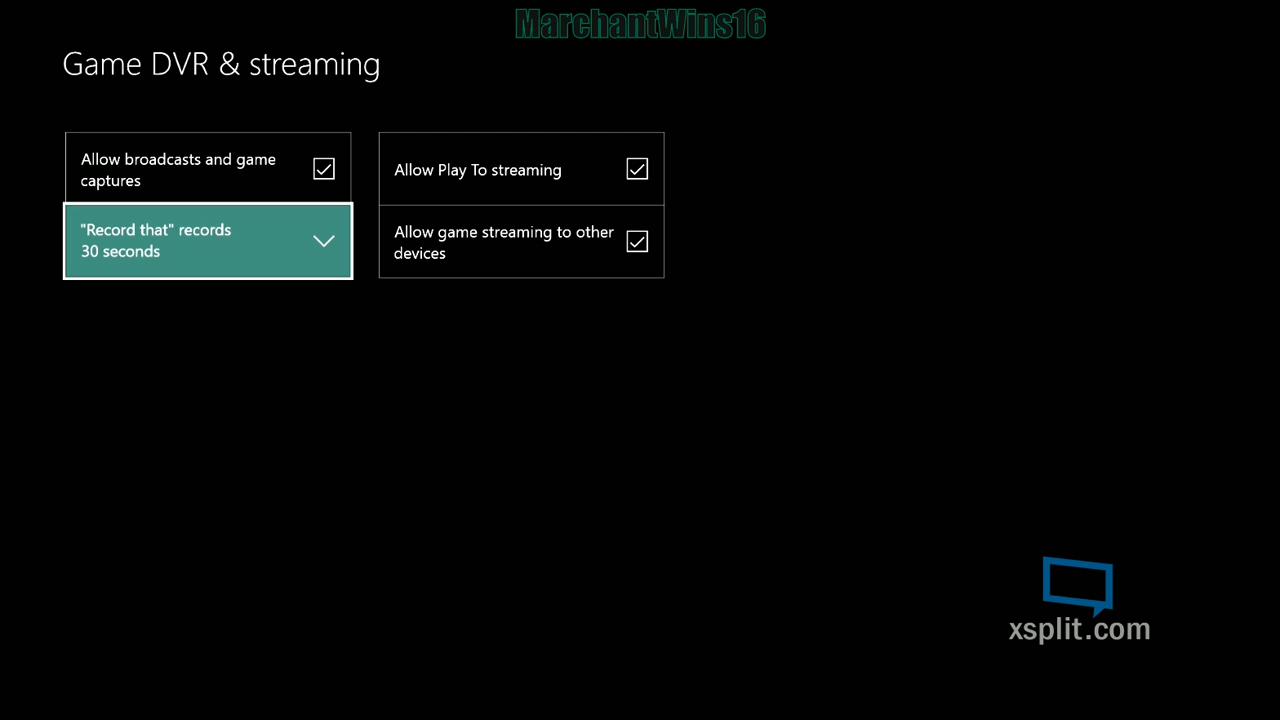 MarchantWins16
Game DVR & streaming
Allow broadcasts and game
captures
"Record that" records
30 seconds
Allow Play To streaming
Allow game streaming to other
devices
xsplit.com